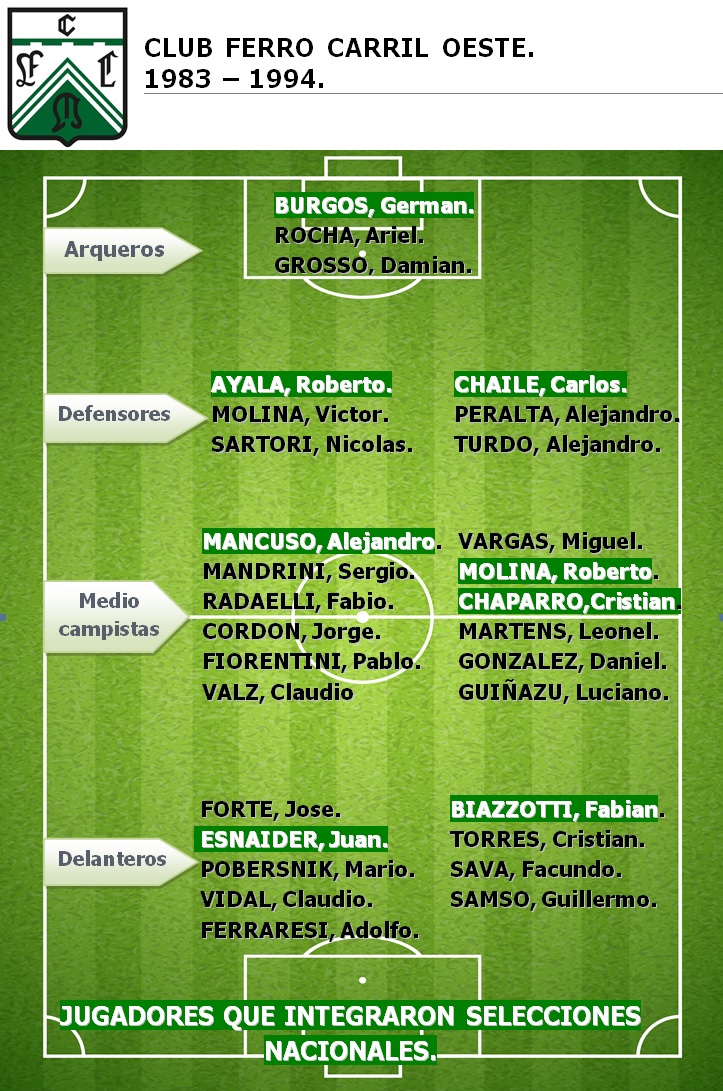 C
F C
O
CLUB FERRO CARRIL OESTE.
1983 – 1994.
Arqueros
BURGOS, German.
ROCHA, Ariel.
GROSSO, Damian.
Defensores
AYALA, Roberto.
MOLINA, Victor.
SARTORI, Nicolas.
CHAILE, Carlos.
PERALTA, Alejandro.
TURDO, Alejandro.
Medio
campistas
MANCUSO, Alejandro.
MANDRINI, Sergio.
RADAELLI, Fabio.
CORDON, Jorge.
FIORENTINI, Pablo.
VALZ, Claudio
VARGAS, Miguel.
MOLINA, Roberto.
CHAPARRO,Cristian.
MARTENS, Leonel.
GONZALEZ, Daniel.
GUIÑAZU, Luciano.
Delanteros
FORTE, Jose.
ESNAIDER, Juan.
POBERSNIK, Mario.
VIDAL, Claudio.
FERRARESI, Adolfo.
BIAZZOTTI, Fabian.
TORRES, Cristian.
SAVA, Facundo.
SAMSO, Guillermo.
JUGADORES QUE INTEGRARON SELECCIONES
NACIONALES.